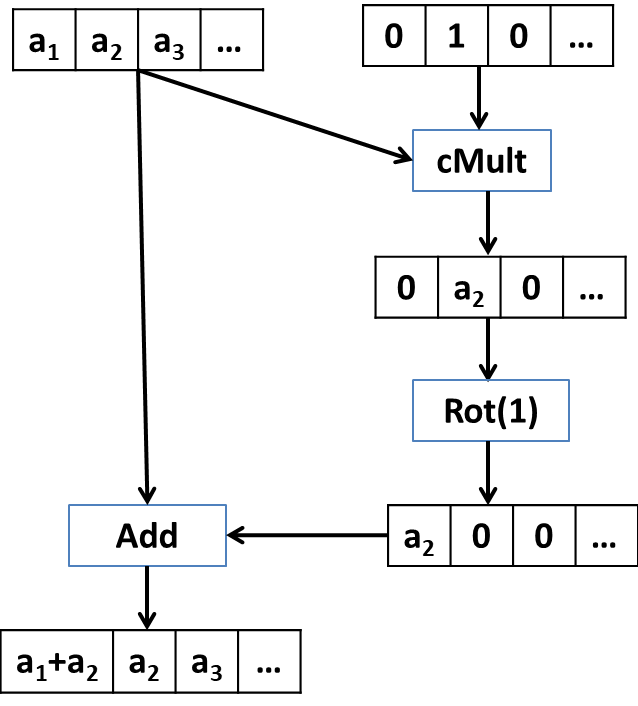 a₁ a₂ a₃ ...
0 1 0 ...
cMult
0 a₂ 0 ...
Rot(1)
Add
a₂ 0 0 ...
a₁+a₂ a₂ a₃ ...